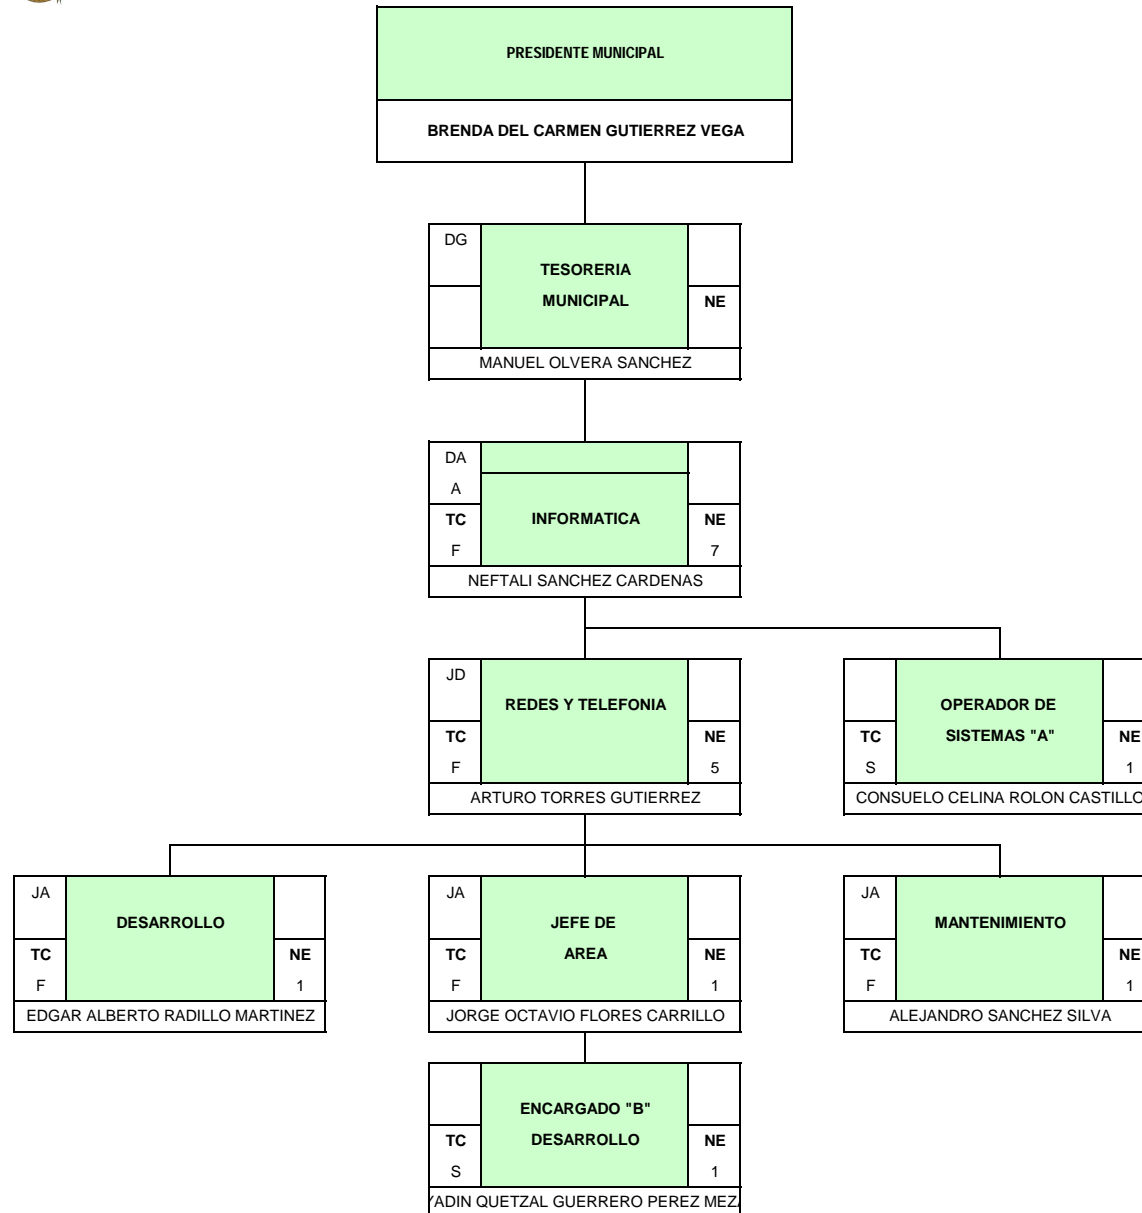 PRESIDENTE MUNICIPAL
BRENDA DEL CARMEN GUTIERREZ VEGA
DG
TESORERIA
MUNICIPAL
NE
MANUEL OLVERA SANCHEZ
DA
A
TC
INFORMATICA
NE
F
7
NEFTALI SANCHEZ CARDENAS
JD
REDES Y TELEFONIA
TC
NE
F
5
ARTURO TORRES GUTIERREZ
OPERADOR DE
TC
SISTEMAS "A"
NE
S
1
CONSUELO CELINA ROLON CASTILLO
JA
DESARROLLO
TC
NE
F
1
EDGAR ALBERTO RADILLO MARTINEZ
JA
JEFE DE
TC
AREA
NE
F
1
JORGE OCTAVIO FLORES CARRILLO
JA
MANTENIMIENTO
TC
NE
F
1
ALEJANDRO SANCHEZ SILVA
ENCARGADO "B"
TC
DESARROLLO
NE
S
1
QUETZAL GUERRERO PEREZ